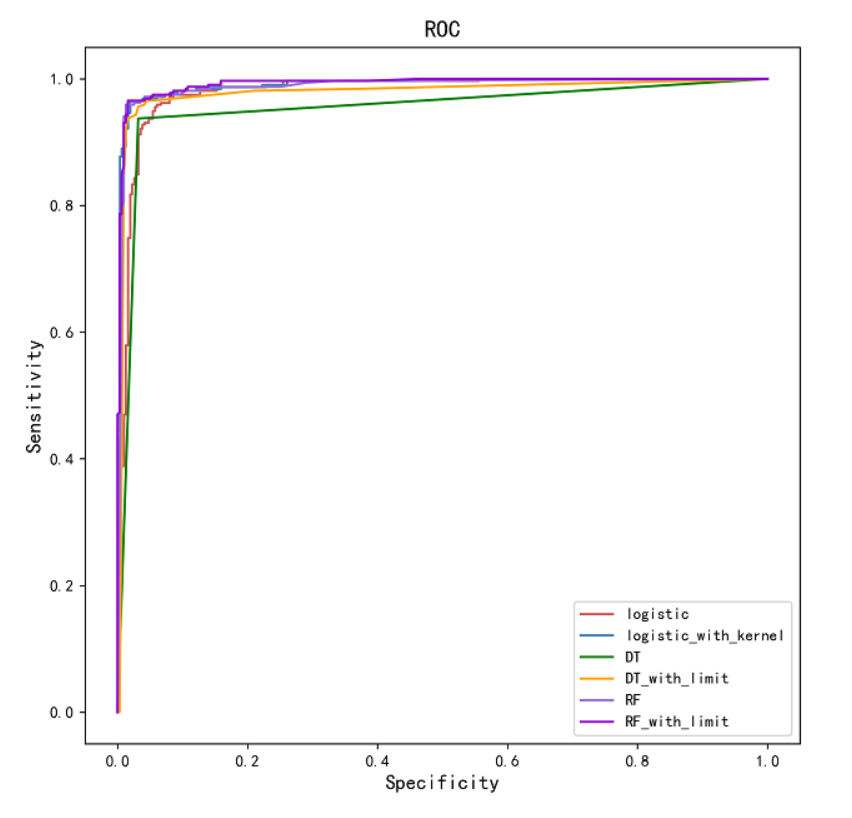 ROC
1.0
0.8
0.6
0.4
0.2
0.0
Sensitivity
0.0 0.2 0.4 0.6 0.8 1.0
Specificity
logistic
logistic_with_kernel
DT
DT_with_limit
RF
RF_with_limit